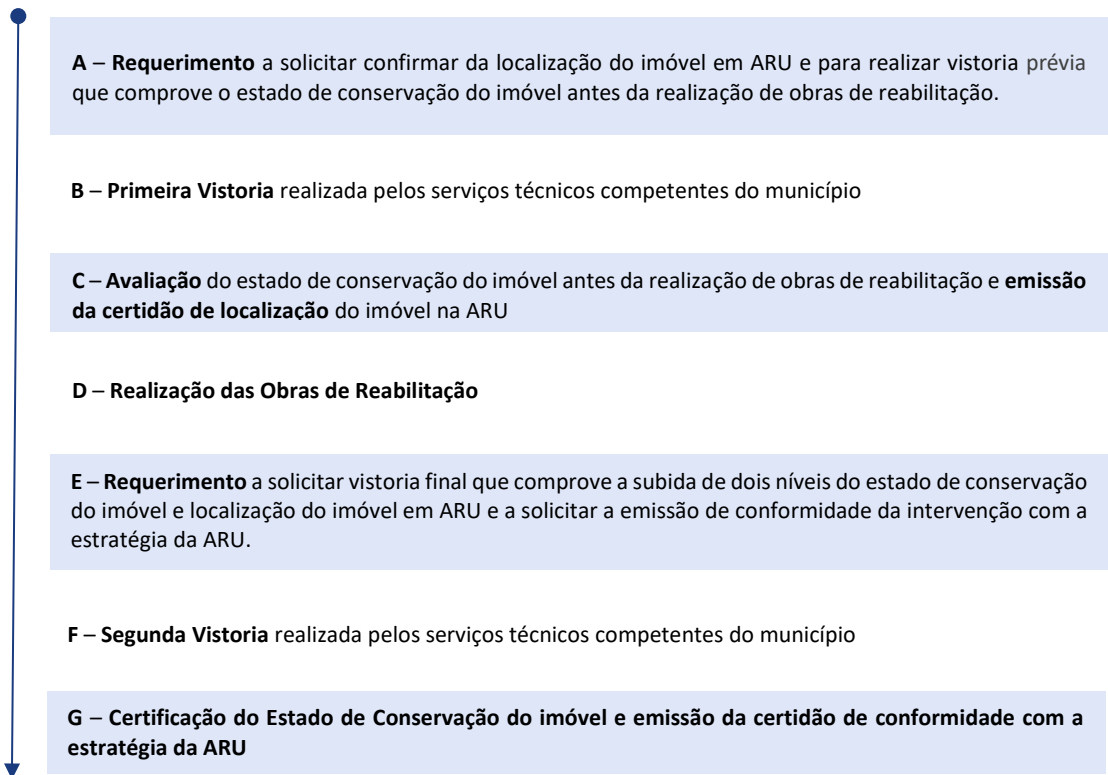 A – Requerimento a solicitar confirmar da localização do imóvel em ARU e para realizar vistoria prévia
que comprove o estado de conservação do imóvel antes da realização de obras de reabilitação.
B – Primeira Vistoria realizada pelos serviços técnicos competentes do município
C – Avaliação do estado de conservação do imóvel antes da realização de obras de reabilitação e emissão
da certidão de localização do imóvel na ARU
D – Realização das Obras de Reabilitação
E – Requerimento a solicitar vistoria final que comprove a subida de dois níveis do estado de conservação
do imóvel e localização do imóvel em ARU e a solicitar a emissão de conformidade da intervenção com a
estratégia da ARU.
F – Segunda Vistoria realizada pelos serviços técnicos competentes do município
G – Certificação do Estado de Conservação do imóvel e emissão da certidão de conformidade com a
estratégia da ARU